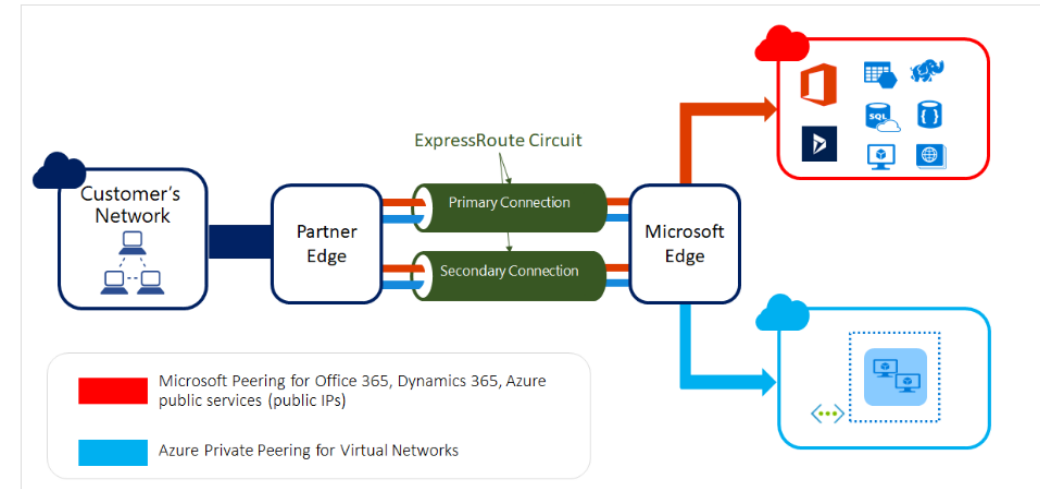 ExpressRoute Circuit
Customer's
Network
Partner
Edge
Primary Connection
Secondary Connection
Microsoft
Edge
SQL
Microsoft Peering for Office 365, Dynamics 365, Azure
public services (public IPs)
Azure Private Peering for Virtual Networks